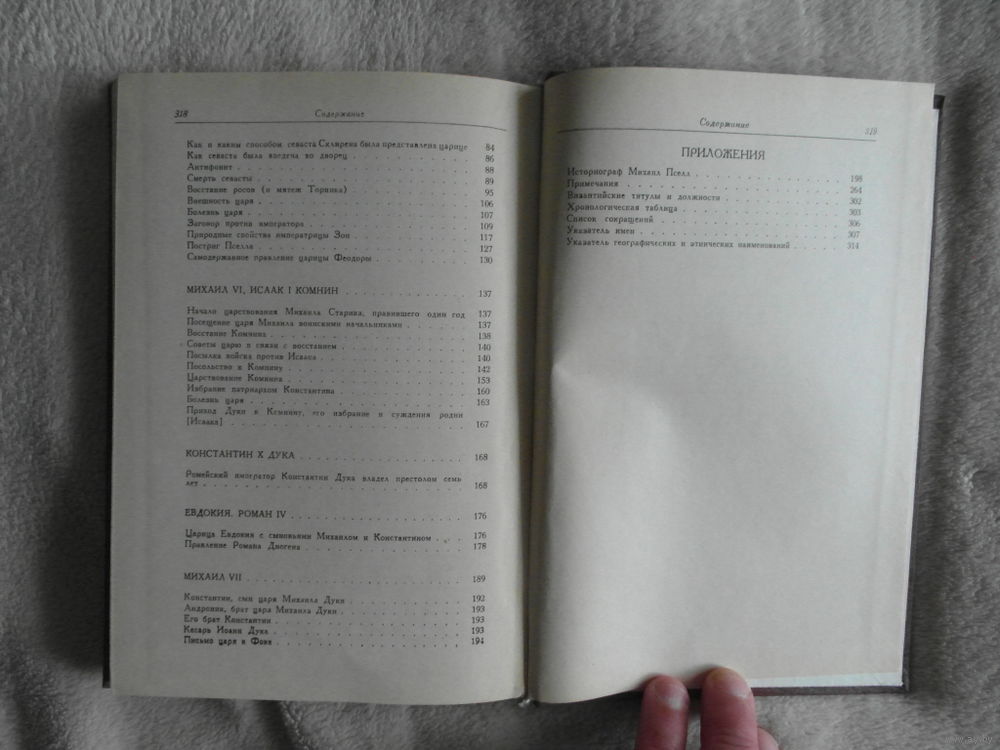 318
Содержание
Как и каким способом севаста Склирена была представлена царице 84
Как севаста была введена во дворец . 86
Антифонит . 88
Смерть севасты . 89
Восстание росов (и мятеж Торника) 95
Внешность царя . 106
Болезнь царя . 107
Заговор против императора . 109
Природные свойства императрицы Зои . 117
Постриг Пселла . 127
Самодержавное правление царицы Феодоры . 130
МИХАИЛ VI, ИСААК I КОМНИН . 137
Начало царствования Михаила Старика, правившего один год 137
Посещение царя Михаила воинскими начальниками . 137
Восстание Комнина . 138
Советы царю в связи с восстанием . 140
Посылка войска против Исаака . 140
Посольство к Комнину . 142
Царствование Комнина . 153
Избрание патриархом Константина . 160
Болезнь царя . 163
Приход Дуки к Комнину, его избрание и суждения родни
[Исаака] . 167
КОНСТАНТИН X ДУКА . 168
Ромейский император Константин Дука владел престолом семь
лет . 168
ЕВДОКИЯ. РОМАН IV . 176
Царица Евдокия с сыновьями Михаилом и Константином . 176
Правление Романа Диогена . 178
МИХАИЛ VII . 189
Константин, сын царя Михаила Дуки . 192
Андроник, брат царя Михаила Дуки . 193
Его брат Константин . 193
Кесарь Иоанн Дука . 193
Письмо царя к Фоке . 194
Содержание
319
ПРИЛОЖЕНИЯ
Историограф Михаил Пселл . 198
Примечания . 264
Византийские титулы и должности . 302
Хронологическая таблица . 303
Список сокращений . 306
Указатель имен . 307
Указатель географических и этнических наименований . 314